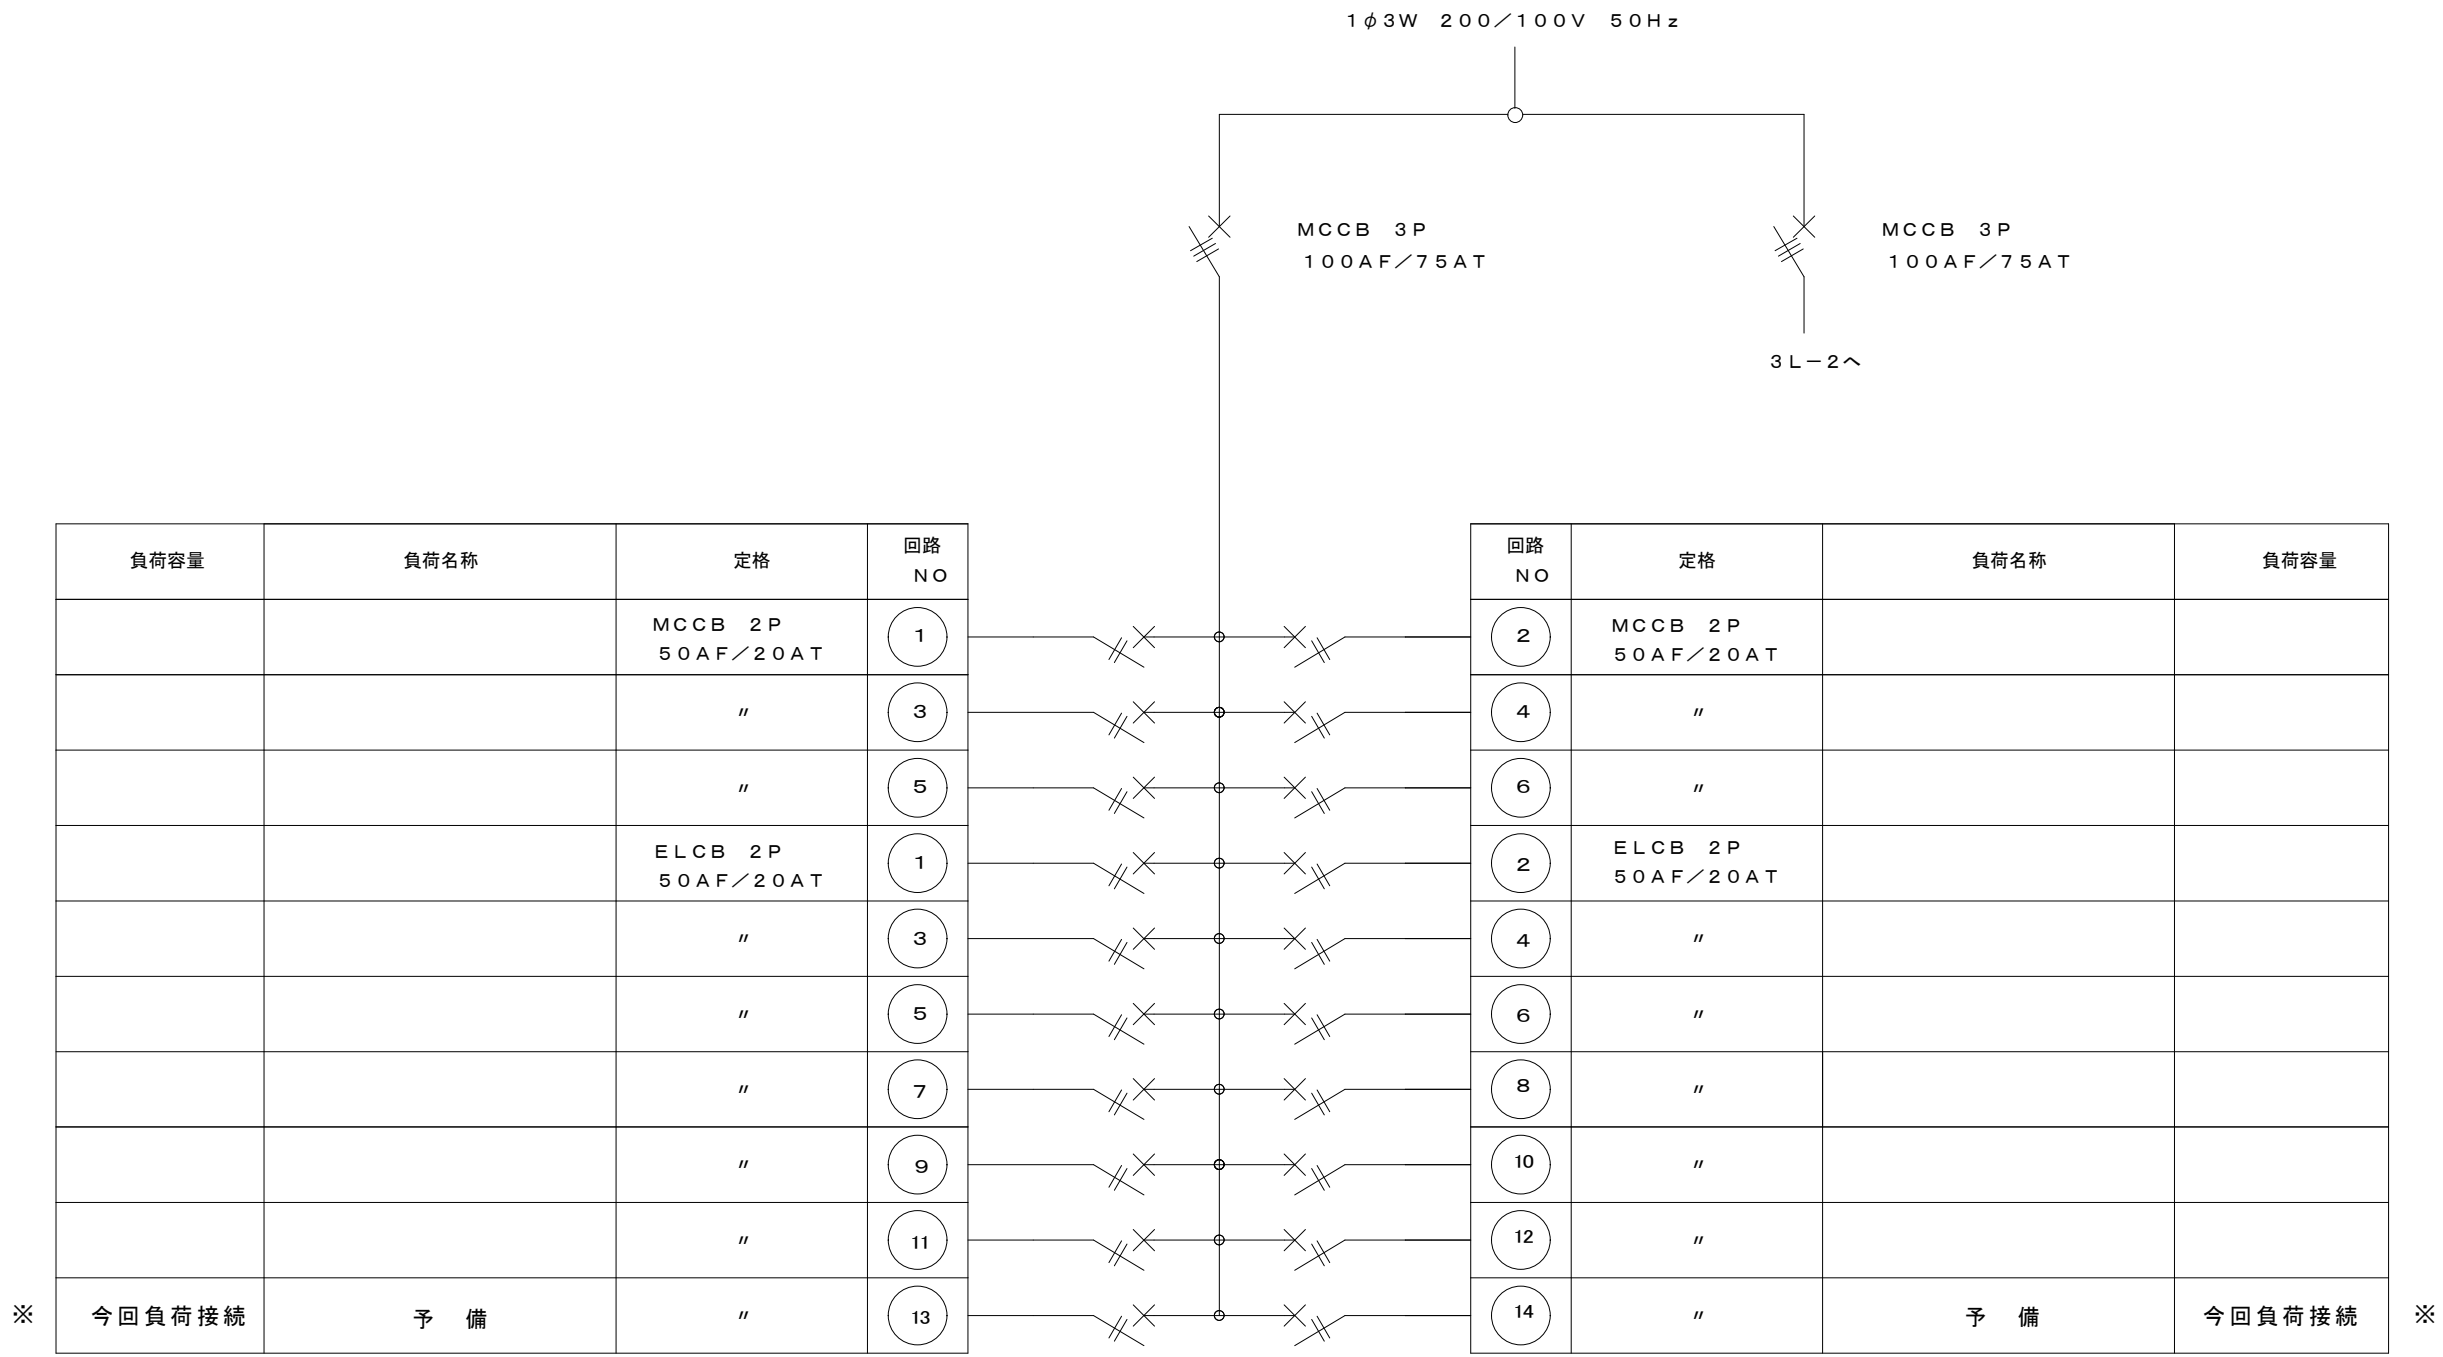 1φ3W 200／100V 50Hz
MCCB 3P
100AF／75AT
MCCB 3P
100AF／75AT
3L－2へ
負荷容量 負荷名称 定格 回路NO 回路NO 定格 負荷名称 負荷容量
MCCB 2P 50AF／20AT 1 2 MCCB 2P 50AF／20AT
〃 3 4 〃
〃 5 6 〃
ELCB 2P 50AF／20AT 1 2 ELCB 2P 50AF／20AT
〃 3 4 〃
〃 5 6 〃
〃 7 8 〃
〃 9 10 〃
〃 11 12 〃
※ 今回負荷接続 予備 〃 13 14 〃 予備 今回負荷接続 ※